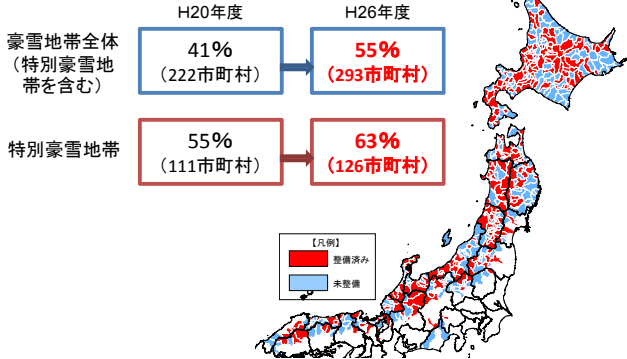 H20年度
H26年度
豪雪地帯全体
（特別豪雪地
帯を含む）
41%
（222市町村）
55%
（293市町村）
特別豪雪地帯
55%
（111市町村）
63%
（126市町村）
【凡例】
整備済み
未整備